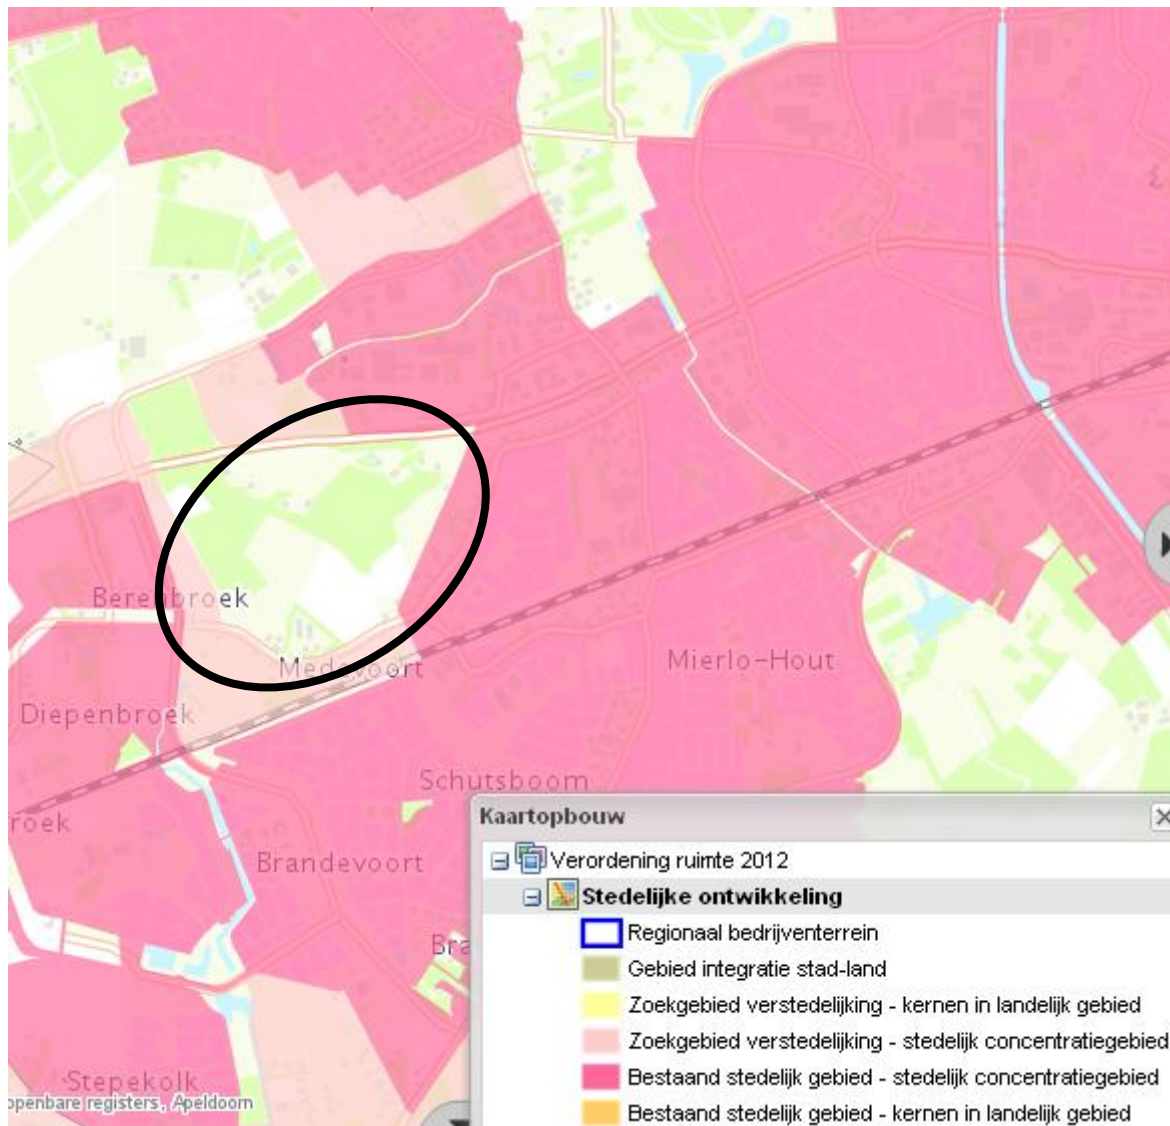 Berenbroek
Medevoort
Mierlo-Hout
Diepenbroek
Schutsboom
roek
Brandevoort
Bra
Stepekolk
openbare registers, Apeldoorn
Kaartopbouw
Verordening ruimte 2012
Stedelijke ontwikkeling
Regionaal bedrijventerrein
Gebied integratie stad-land
Zoekgebied verstedelijking - kernen in landelijk gebied
Zoekgebied verstedelijking - stedelijk concentratiegebied
Bestaand stedelijk gebied - stedelijk concentratiegebied
Bestaand stedelijk gebied - kernen in landelijk gebied